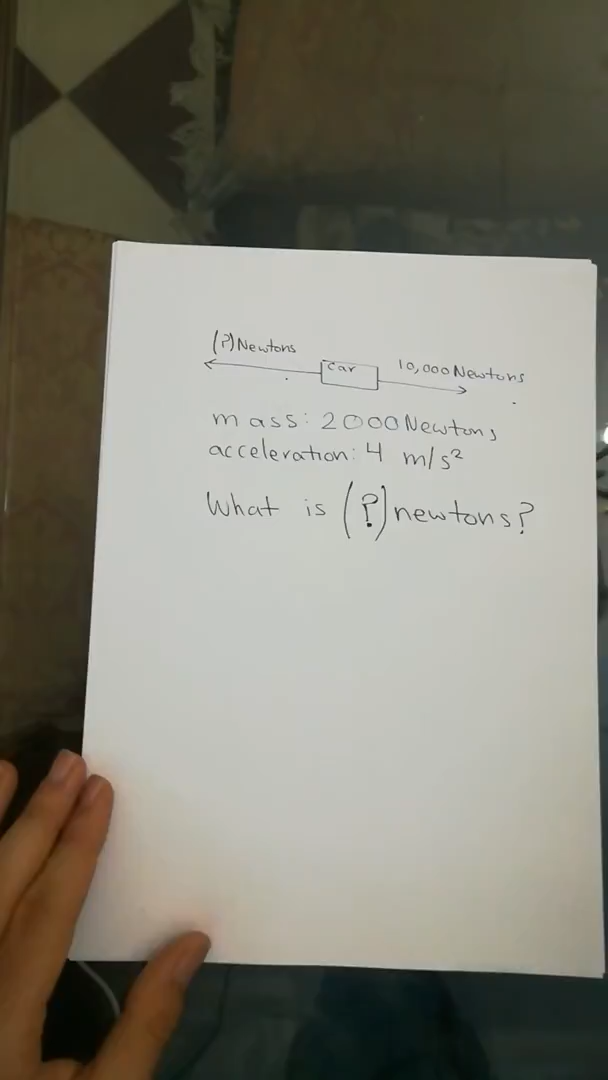 (?) Newtons
car
10,000 Newtons
mass: 2000 Newtons
acceleration: 4 m/s²
What is (?) newtons?